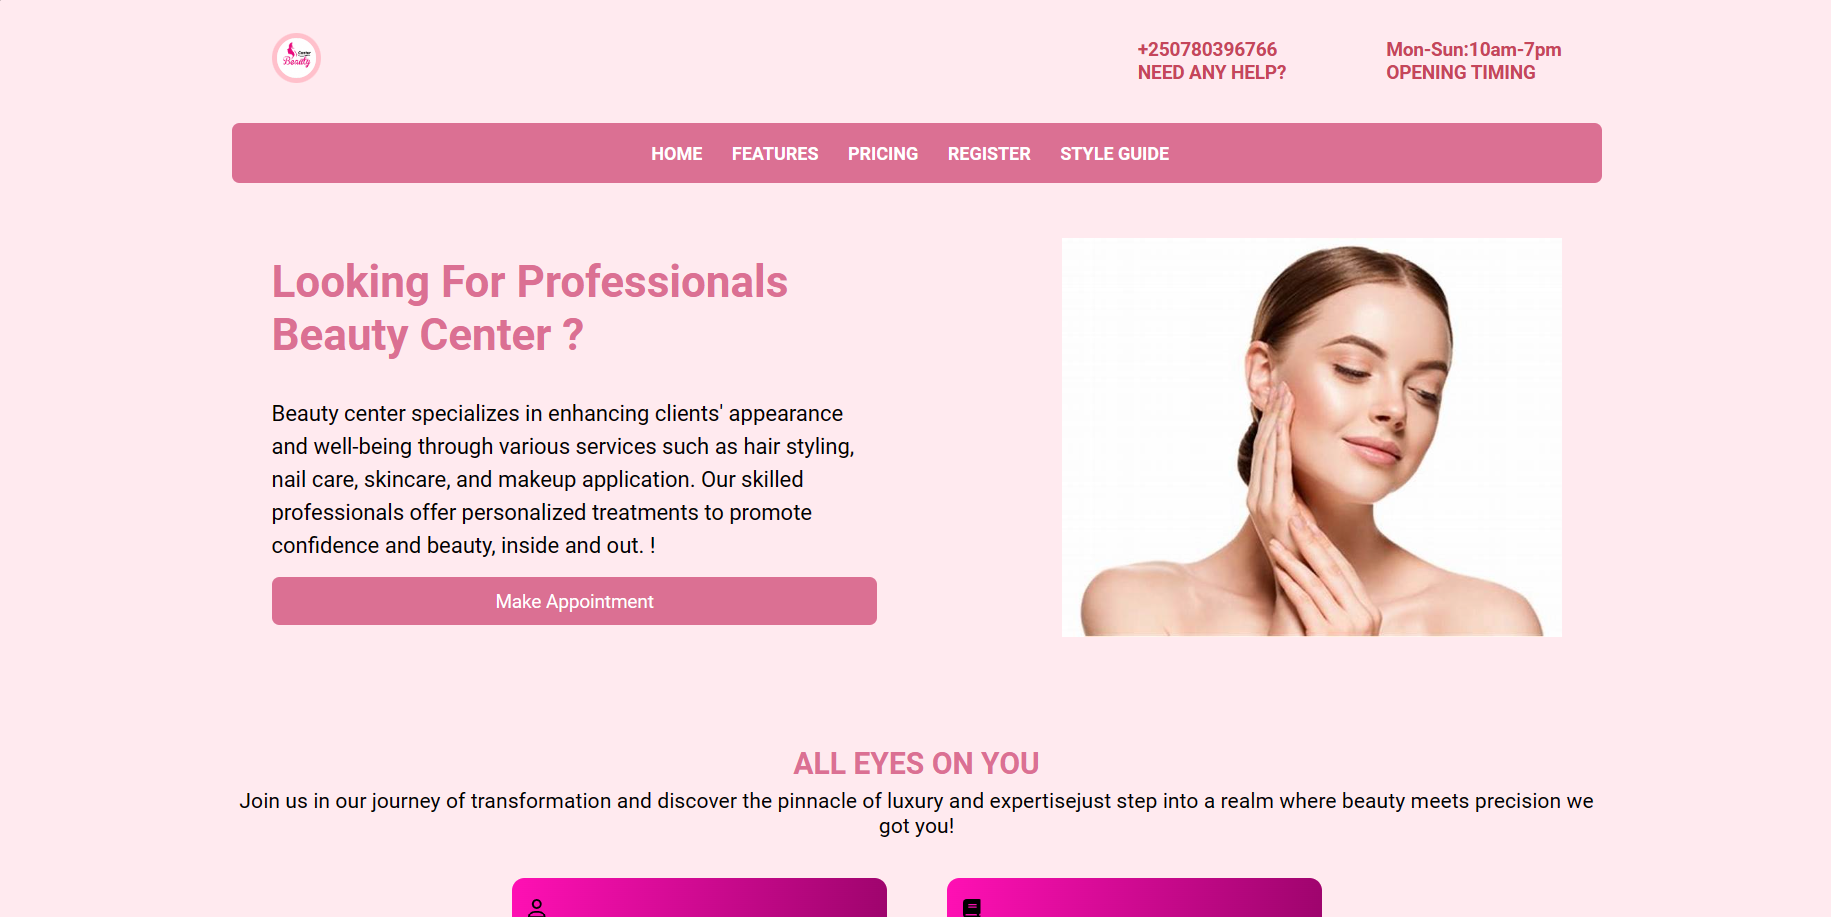 Center
Beauty
+250780396766
NEED ANY HELP?
Mon-Sun:10am-7pm
OPENING TIMING
HOME FEATURES PRICING REGISTER STYLE GUIDE
Looking For Professionals
Beauty Center ?
Beauty center specializes in enhancing clients' appearance
and well-being through various services such as hair styling,
nail care, skincare, and makeup application. Our skilled
professionals offer personalized treatments to promote
confidence and beauty, inside and out. !
Make Appointment
ALL EYES ON YOU
Join us in our journey of transformation and discover the pinnacle of luxury and expertisejust step into a realm where beauty meets precision we
got you!